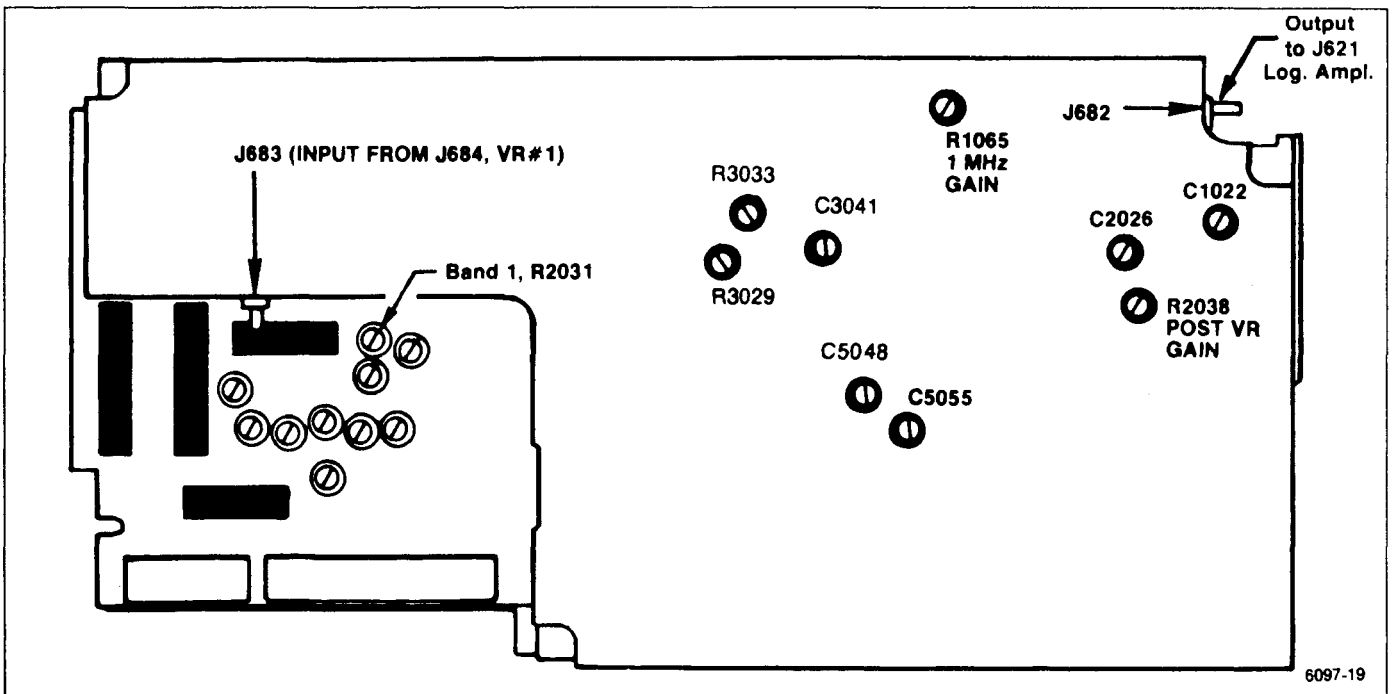 Output
to J621
Log. Ampl.
J682
R1065
1 MHz
GAIN
J683 (INPUT FROM J684, VR#1)
R3033
C3041
C1022
C2026
R3029
Band 1, R2031
R2038
POST VR
GAIN
C5048
C5055
6097-19